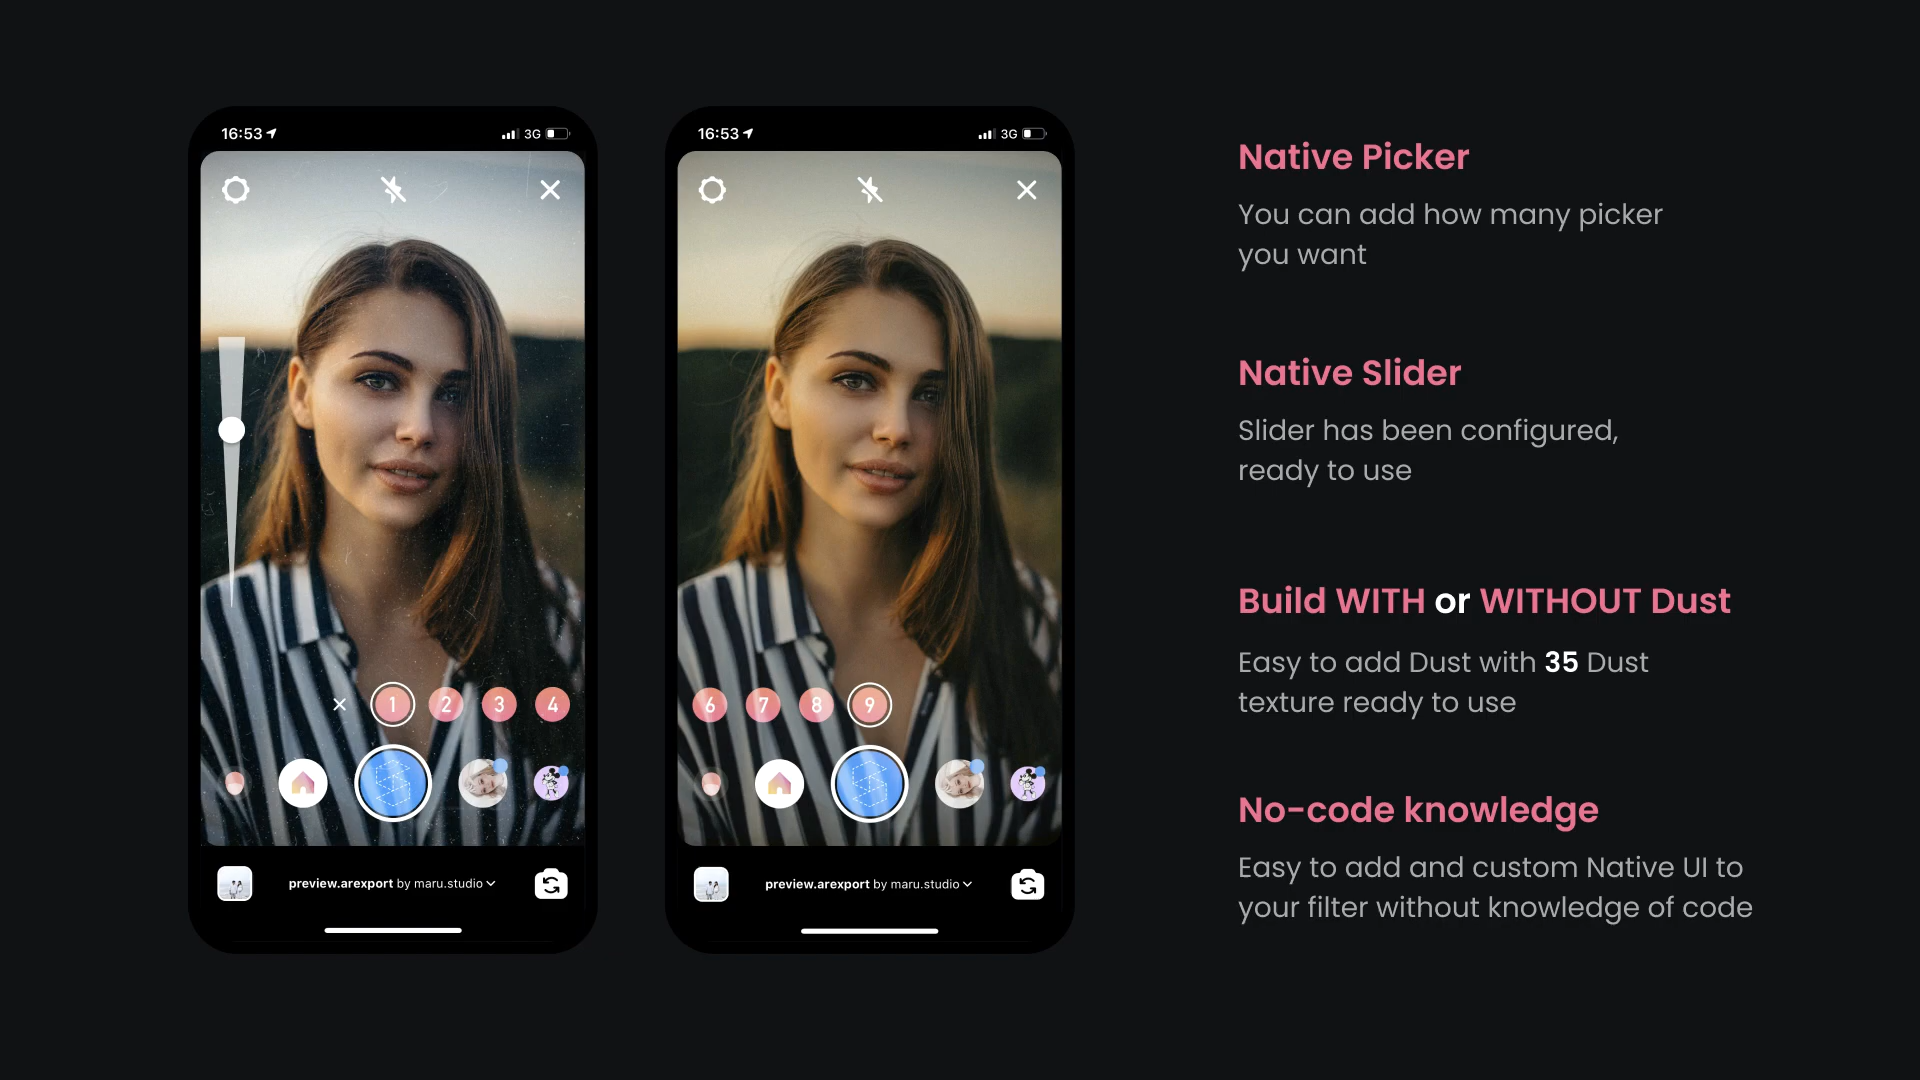 16:53
3G
1
2
3
4
preview.arexport by maru.studio
16:53
3G
6
7
8
9
preview.arexport by maru.studio
Native Picker
You can add how many picker
you want
Native Slider
Slider has been configured,
ready to use
Build WITH or WITHOUT Dust
Easy to add Dust with 35 Dust
texture ready to use
No-code knowledge
Easy to add and custom Native UI to
your filter without knowledge of code